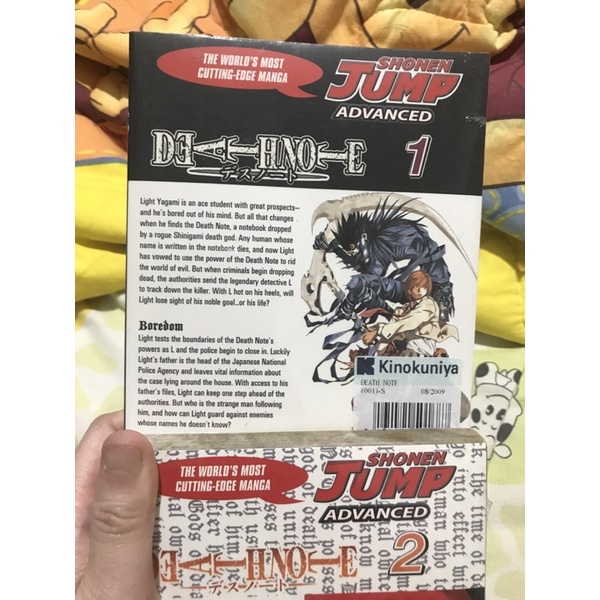 THE WORLD'S MOST
CUTTING-EDGE MANGA
SHONEN
JUMP
ADVANCED
DEATH NOTE
デスノート
1
Light Yagami is an ace student with great prospects—
and he's bored out of his mind. But all that changes
when he finds the Death Note, a notebook dropped
by a rogue Shinigami death god. Any human whose
name is written in the notebook dies, and now Light
has vowed to use the power of the Death Note to rid
the world of evil. But when criminals begin dropping
dead, the authorities send the legendary detective L
to track down the killer. With L hot on his heels, will
Light lose sight of his noble goal...or his life?
Boredom
Light tests the boundaries of the Death Note's
powers as L and the police begin to close in. Luckily
Light's father is the head of the Japanese National
Police Agency and leaves vital information about
the case lying around the house. With access to his
father's files, Light can keep one step ahead of the
authorities. But who is the strange man following
him, and how can Light guard against enemies
whose names he doesn't know?
Kinokuniya
DEATH NOTE
(001)-S 08/2009
THE WORLD'S MOST
CUTTING-EDGE MANGA
SHONEN
JUMP
ADVANCED
DEATH NOTE
デスノート
2